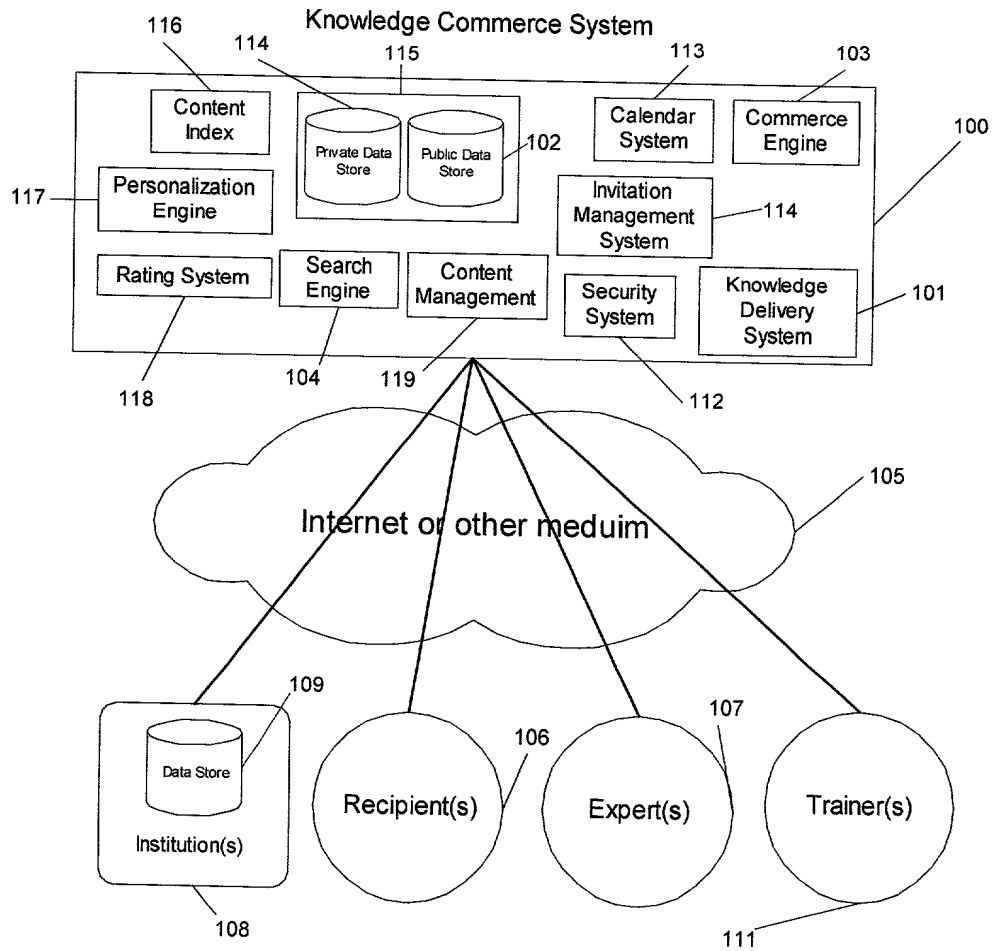 Knowledge Commerce System
116
114
115
113
103
Content
Index
Private Data
Store
Public Data
Store
102
Calendar
System
Commerce
Engine
100
117
Personalization
Engine
Invitation
Management
System
114
Rating System
Search
Engine
Content
Management
Security
System
Knowledge
Delivery
System
101
118
104
119
112
105
Internet or other meduim
109
107
106
Data Store
Institution(s)
Recipient(s)
Expert(s)
Trainer(s)
108
111